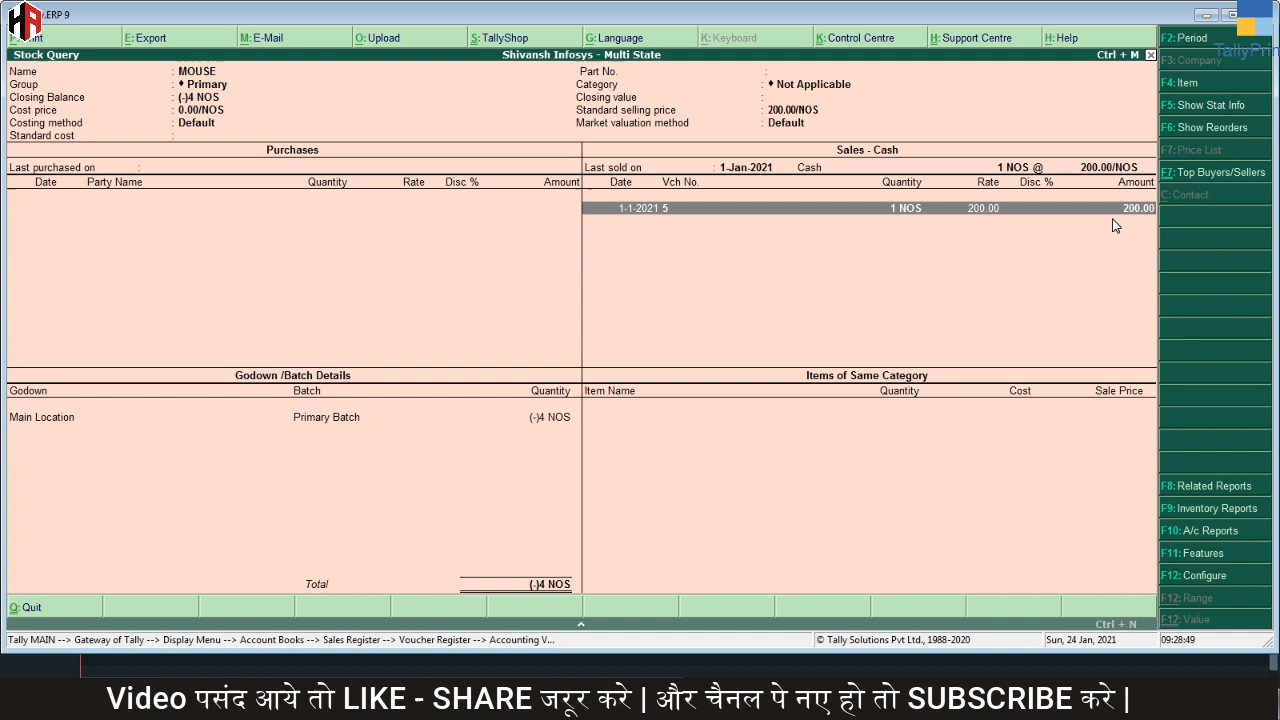 HA .ERP 9
P: Print E: Export M: E-Mail O: Upload S: TallyShop G: Language K: Keyboard K: Control Centre H: Support Centre H: Help
Stock Query Shivansh Infosys - Multi State Ctrl + M
Name : MOUSE Part No. :
Group : ♦ Primary Category : ♦ Not Applicable
Closing Balance : (-)4 NOS Closing value :
Cost price : 0.00/NOS Standard selling price : 200.00/NOS
Costing method : Default Market valuation method : Default
Standard cost :
Purchases Sales - Cash
Last purchased on : Last sold on : 1-Jan-2021 Cash 1 NOS @ 200.00/NOS
Date Party Name Quantity Rate Disc % Amount Date Vch No. Quantity Rate Disc % Amount
1-1-2021 5 1 NOS 200.00 200.00
Godown /Batch Details Items of Same Category
Godown Batch Quantity Item Name Quantity Cost Sale Price
Main Location Primary Batch (-)4 NOS
Total (-)4 NOS
F2: Period
TallyPrim
F3: Company
F4: Item
F5: Show Stat Info
F6: Show Reorders
F7: Price List
F7: Top Buyers/Sellers
C: Contact
F8: Related Reports
F9: Inventory Reports
F10: A/c Reports
F11: Features
F12: Configure
F12: Range
F12: Value
Q: Quit
Ctrl + N
Tally MAIN --> Gateway of Tally --> Display Menu --> Account Books --> Sales Register --> Voucher Register --> Accounting V... © Tally Solutions Pvt Ltd., 1988-2020 Sun, 24 Jan, 2021 09:28:49
Video पसंद आये तो LIKE - SHARE जरूर करे | और चैनल पे नए हो तो SUBSCRIBE करे |